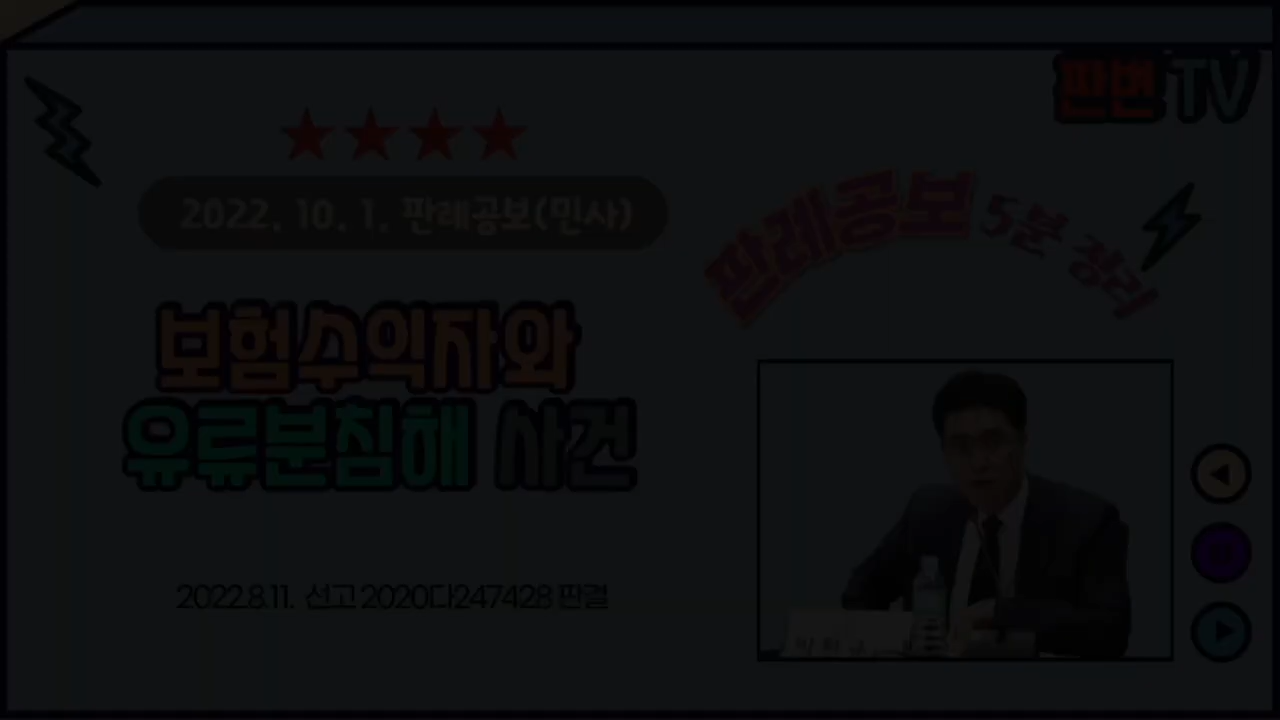 판변 TV
2022. 10. 1. 판례공보(민사)
판례공보 5분 정리
보험수익자와
유류분침해 사건
2022.8.11. 선고 2020다247428 판결